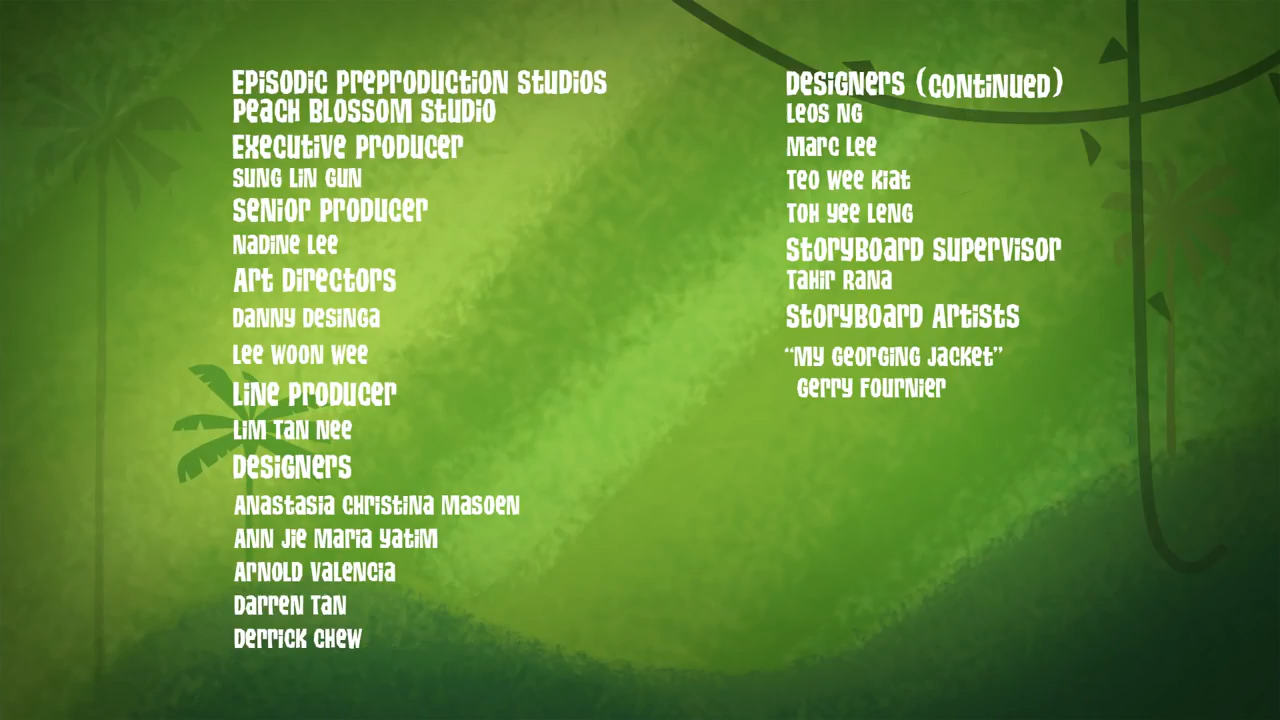 Episodic Preproduction Studios
Peach Blossom Studio
Executive Producer
Sung Lin Gun
Senior Producer
Nadine Lee
Art Directors
Danny Desinga
Lee Woon Wee
Line Producer
Lim Tan Nee
Designers
Anastasia Christina Masoen
Ann Jie Maria Yatim
Arnold Valencia
Darren Tan
Derrick Chew
Designers (continued)
Leos Ng
Marc Lee
Teo Wee Kiat
Toh Yee Leng
Storyboard Supervisor
Tahir Rana
Storyboard Artists
“My Georging Jacket”
Gerry Fournier